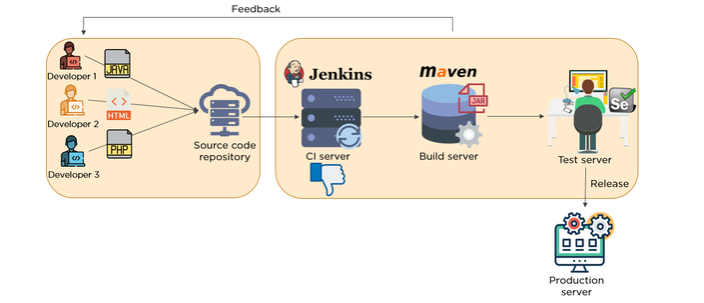 Feedback
Developer 1
JAVA
Developer 2
HTML
Developer 3
PHP
Source code
repository
Jenkins
CI server
maven
JAR
Build server
Se
Test server
Release
Production
server